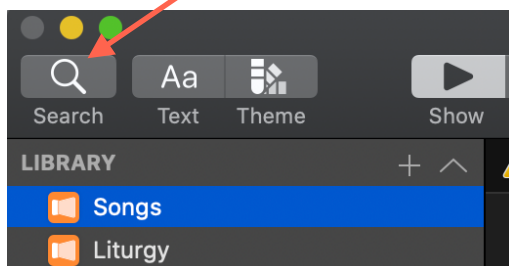 Aa
Search Text Theme Show
LIBRARY
Songs
Liturgy